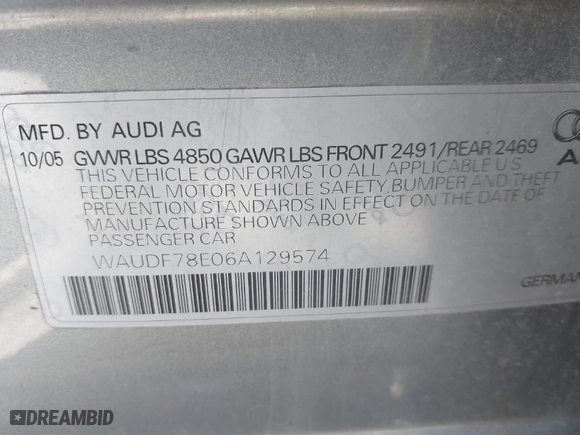 MFD. BY AUDI AG
10/05 GVWR LBS 4850 GAWR LBS FRONT 2491/REAR 2469
THIS VEHICLE CONFORMS TO ALL APPLICABLE U S
FEDERAL MOTOR VEHICLE SAFETY, BUMPER AND THEFT
PREVENTION STANDARDS IN EFFECT ON THE DATE OF
MANUFACTURE SHOWN ABOVE
PASSENGER CAR
WAUDF78E06A129574
GERMAN
DREAMBID